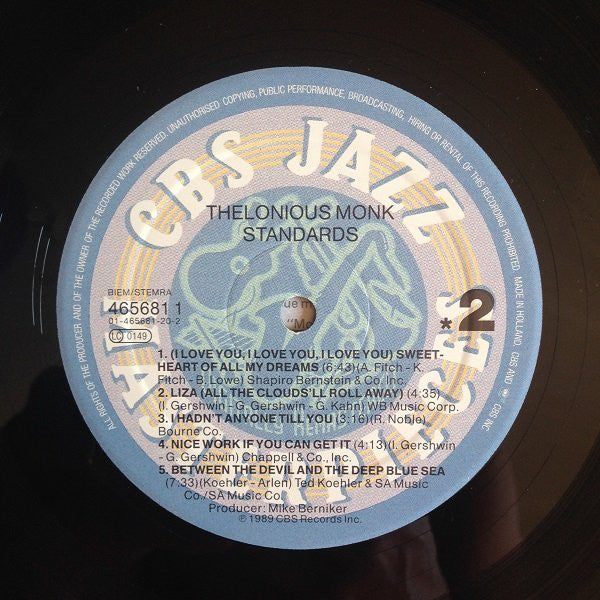 ALL RIGHTS OF THE PRODUCER AND OF THE OWNER OF THE RECORDED WORK RESERVED. UNAUTHORISED COPYING, PUBLIC PERFORMANCE, BROADCASTING, HIRING OR RENTAL OF THIS RECORDING PROHIBITED. MADE IN HOLLAND. CBS AND
CBS INC
CBS JAZZ
MASTERPIECES
THELONIOUS MONK
STANDARDS
BIEM/STEMRA
465681 1
01-465681-20-2
LC 0149
*2
1. (I LOVE YOU, I LOVE YOU, I LOVE YOU) SWEET-
HEART OF ALL MY DREAMS (6:43)(A. Fitch - K.
Fitch - B. Lowe) Shapiro Bernstein & Co. Inc.
2. LIZA (ALL THE CLOUDS'LL ROLL AWAY) (4:35)
(I. Gershwin - G. Gershwin - G. Kahn) WB Music Corp.
3. I HADN'T ANYONE TILL YOU (3:16)(R. Noble)
Bourne Co.
4. NICE WORK IF YOU CAN GET IT (4:13)(I. Gershwin
- G. Gershwin) Chappell & Co., Inc.
5. BETWEEN THE DEVIL AND THE DEEP BLUE SEA
(7:33)(Koehler - Arlen) Ted Koehler & SA Music
Co./SA Music Co.
Producer: Mike Berniker
℗ 1989 CBS Records Inc.